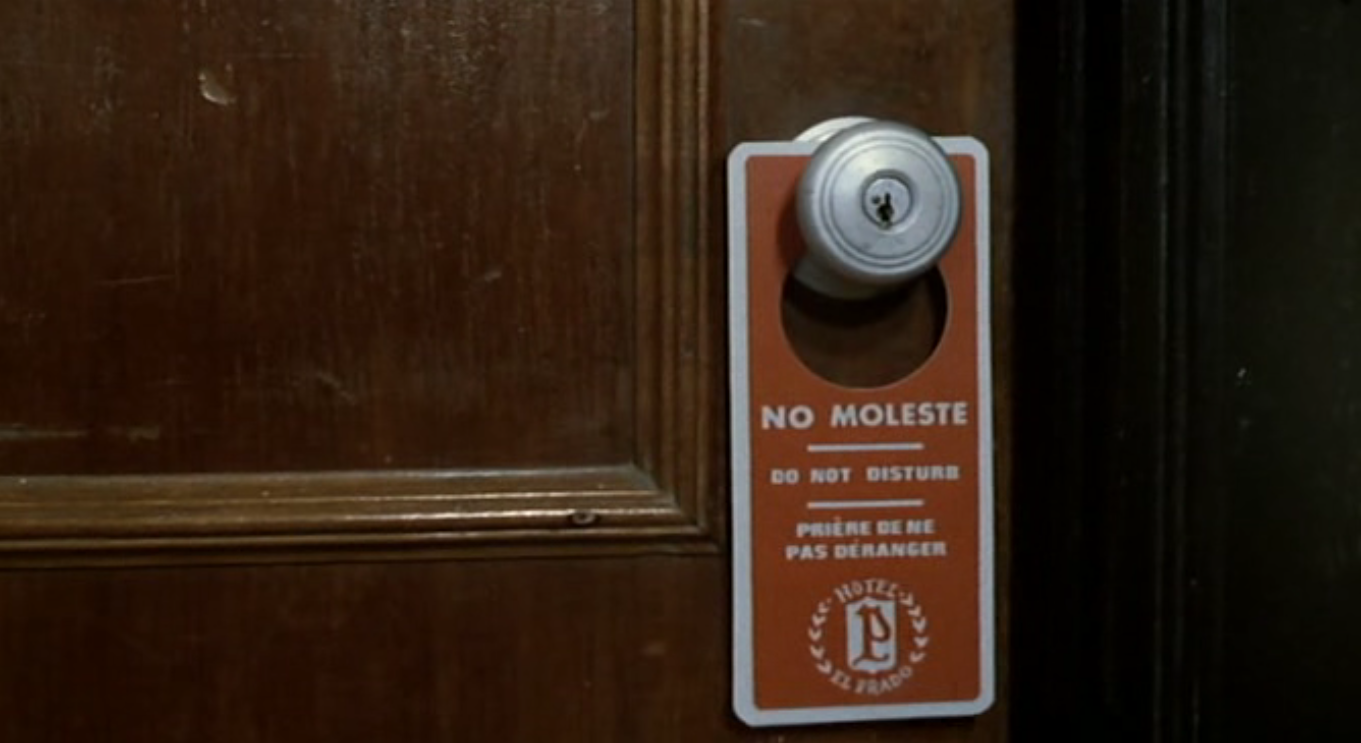 NO MOLESTE
DO NOT DISTURB
PRIÈRE DE NE
PAS DÉRANGER
HOTEL
P
EL PRADO